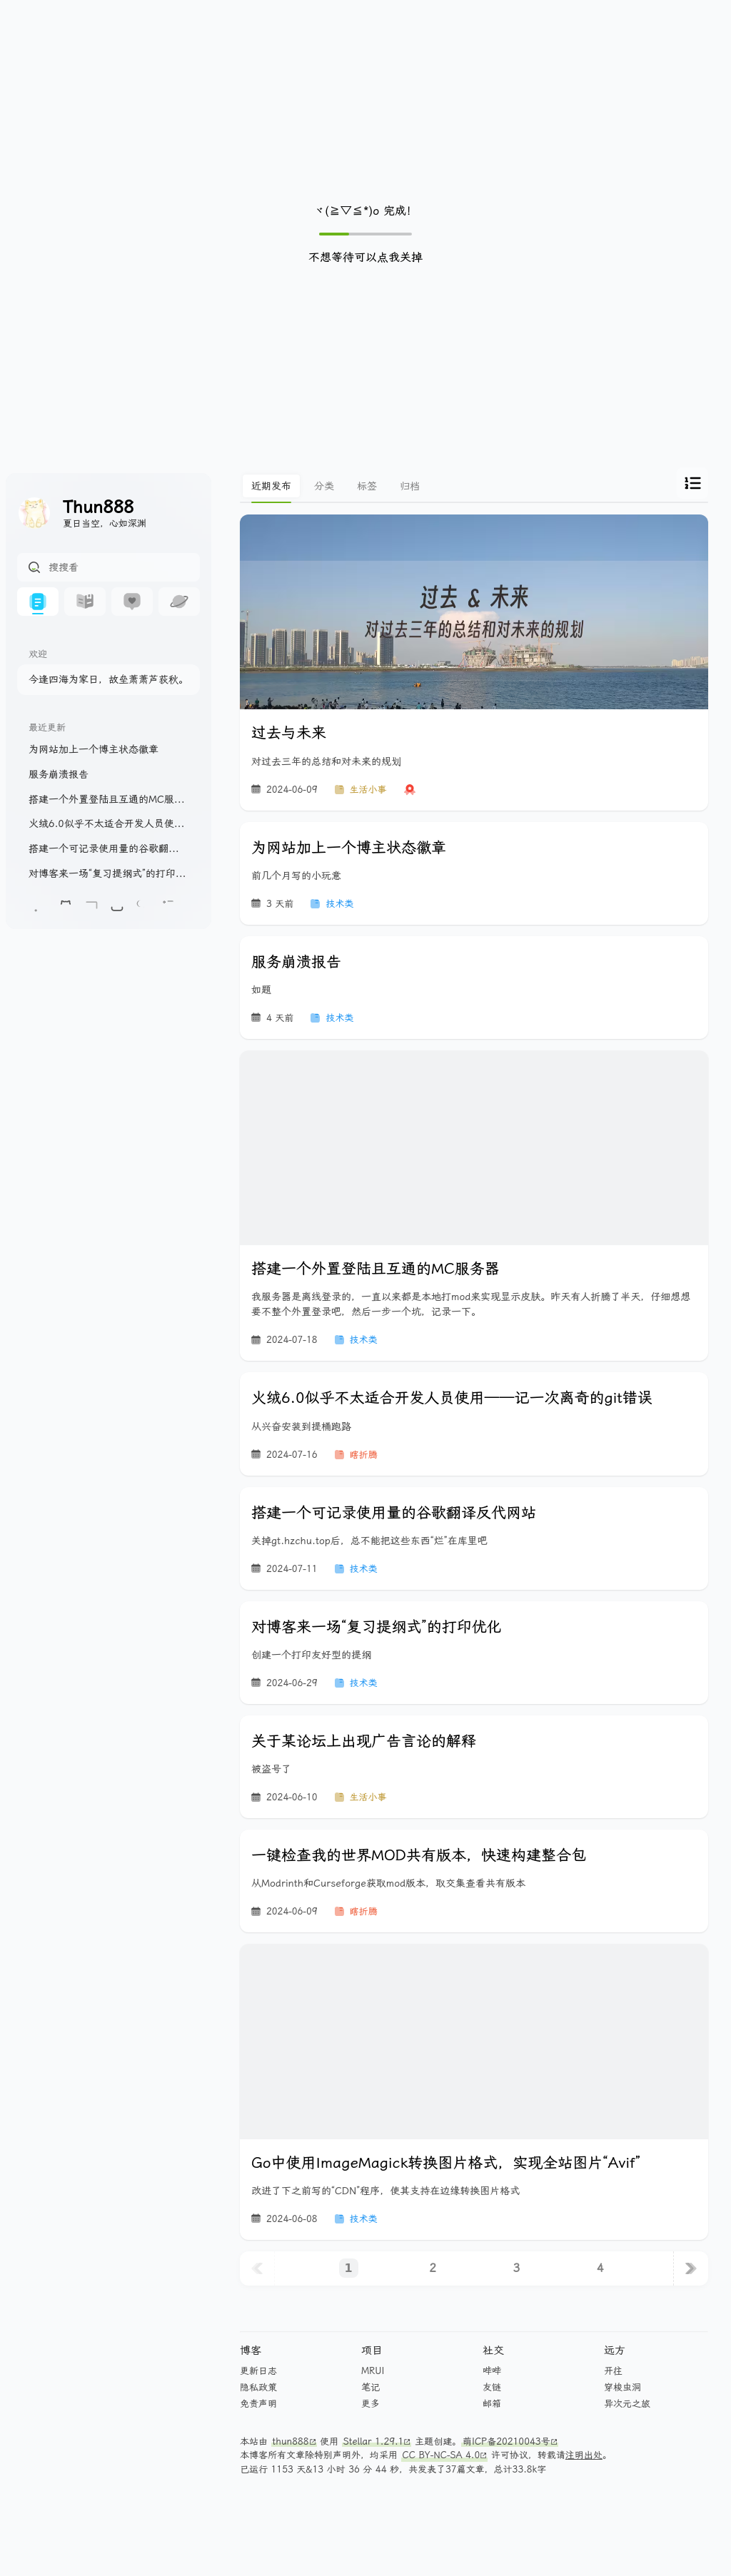 ヾ(≧▽≦*)o 完成!
不想等待可以点我关掉
Thun888
夏日当空，心如深渊
搜搜看
欢迎
今逢四海为家日，故垒萧萧芦荻秋。
最近更新
为网站加上一个博主状态徽章
服务崩溃报告
搭建一个外置登陆且互通的MC服...
火绒6.0似乎不太适合开发人员使...
搭建一个可记录使用量的谷歌翻...
对博客来一场“复习提纲式”的打印...
近期发布 分类 标签 归档
过去 & 未来
对过去三年的总结和对未来的规划
过去与未来
对过去三年的总结和对未来的规划
2024-06-09 生活小事
为网站加上一个博主状态徽章
前几个月写的小玩意
3 天前 技术类
服务崩溃报告
如题
4 天前 技术类
搭建一个外置登陆且互通的MC服务器
我服务器是离线登录的，一直以来都是本地打mod来实现显示皮肤。昨天有人折腾了半天，仔细想想
要不整个外置登录吧，然后一步一个坑，记录一下。
2024-07-18 技术类
火绒6.0似乎不太适合开发人员使用——记一次离奇的git错误
从兴奋安装到提桶跑路
2024-07-16 瞎折腾
搭建一个可记录使用量的谷歌翻译反代网站
关掉gt.hzchu.top后，总不能把这些东西“烂”在库里吧
2024-07-11 技术类
对博客来一场“复习提纲式”的打印优化
创建一个打印友好型的提纲
2024-06-29 技术类
关于某论坛上出现广告言论的解释
被盗号了
2024-06-10 生活小事
一键检查我的世界MOD共有版本，快速构建整合包
从Modrinth和Curseforge获取mod版本，取交集查看共有版本
2024-06-09 瞎折腾
Go中使用ImageMagick转换图片格式，实现全站图片“Avif”
改进了下之前写的“CDN”程序，使其支持在边缘转换图片格式
2024-06-08 技术类
1 2 3 4
博客 项目 社交 远方
更新日志 MRUI 哔哔 开往
隐私政策 笔记 友链 穿梭虫洞
免责声明 更多 邮箱 异次元之旅
本站由 thun888 使用 Stellar 1.29.1 主题创建。萌ICP备20210043号
本博客所有文章除特别声明外，均采用 CC BY-NC-SA 4.0 许可协议，转载请注明出处。
已运行 1153 天&13 小时 36 分 44 秒，共发表了37篇文章，总计33.8k字